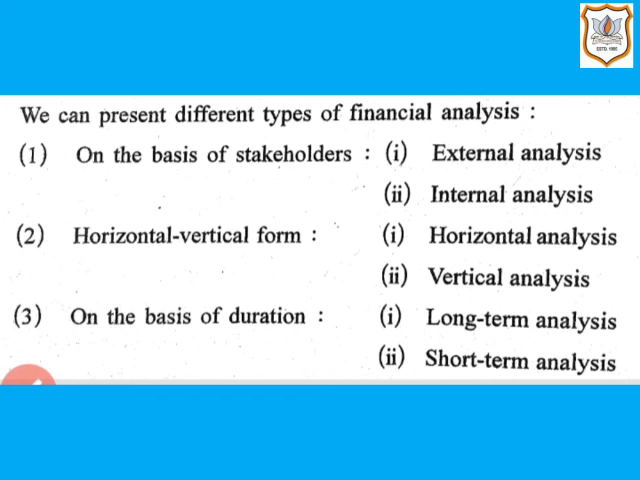 ESTD. 1980
We can present different types of financial analysis :
(1) On the basis of stakeholders : (i) External analysis
(ii) Internal analysis
(2) Horizontal-vertical form : (i) Horizontal analysis
(ii) Vertical analysis
(3) On the basis of duration : (i) Long-term analysis
(ii) Short-term analysis